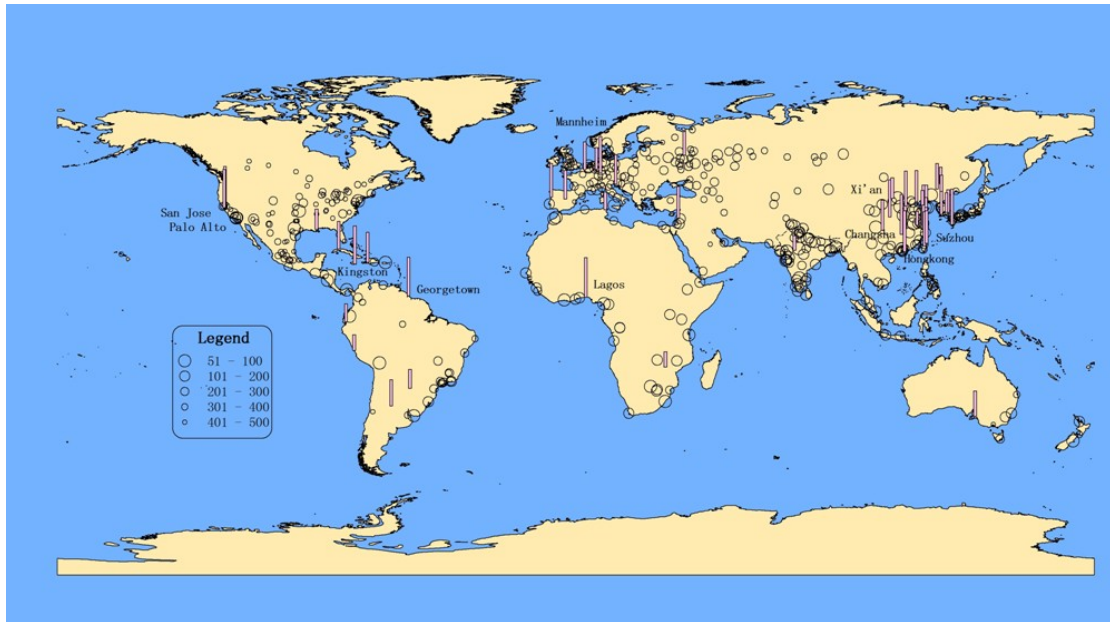 Mannheim
Xi'an
San Jose
Palo Alto
Changsha
Suzhou
Hongkong
Kingston
Georgetown
Lagos
Legend
51 - 100
101 - 200
201 - 300
301 - 400
401 - 500